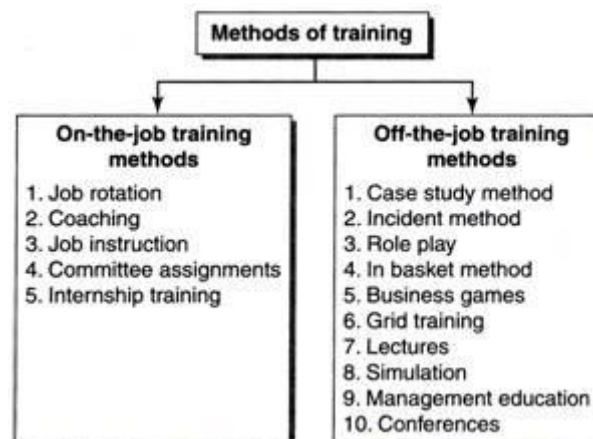 Methods of training
On-the-job training
methods
1. Job rotation
2. Coaching
3. Job instruction
4. Committee assignments
5. Internship training
Off-the-job training
methods
1. Case study method
2. Incident method
3. Role play
4. In basket method
5. Business games
6. Grid training
7. Lectures
8. Simulation
9. Management education
10. Conferences